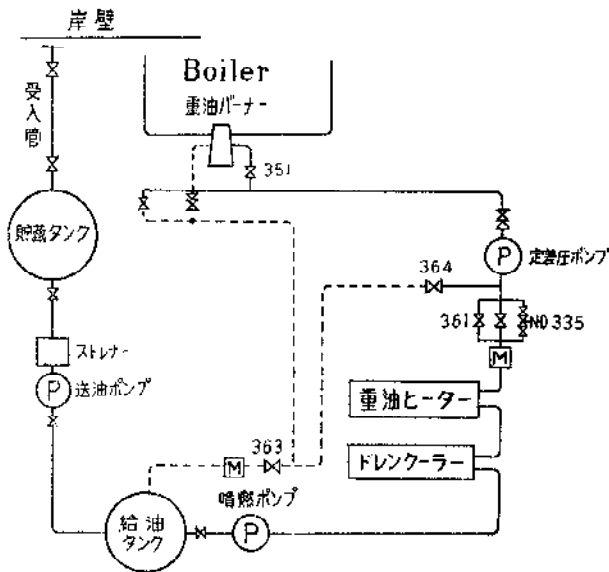 岸壁
受入管
Boiler
重油バーナー
351
貯蔵タンク
P
定差圧ポンプ
364
361
NO335
M
ストレナー
P
送油ポンプ
重油ヒーター
ドレンクーラー
363
M
噴燃ポンプ
給油
タンク
P